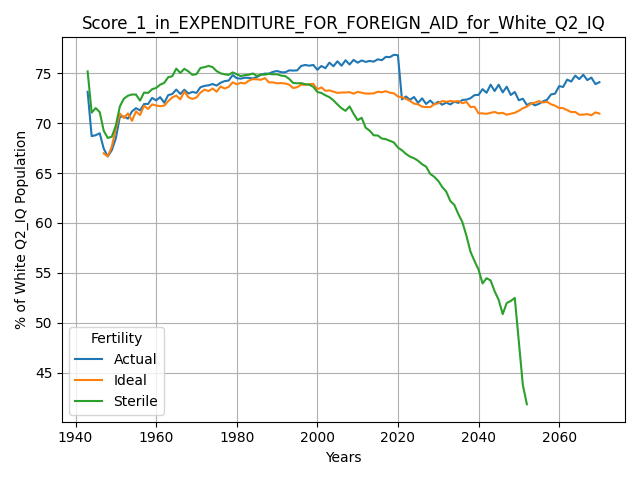 Score_1_in_EXPENDITURE_FOR_FOREIGN_AID_for_White_Q2_IQ
% of White Q2_IQ Population
75
70
65
60
55
50
45
Fertility
Actual
Ideal
Sterile
1940 1960 1980 2000 2020 2040 2060
Years